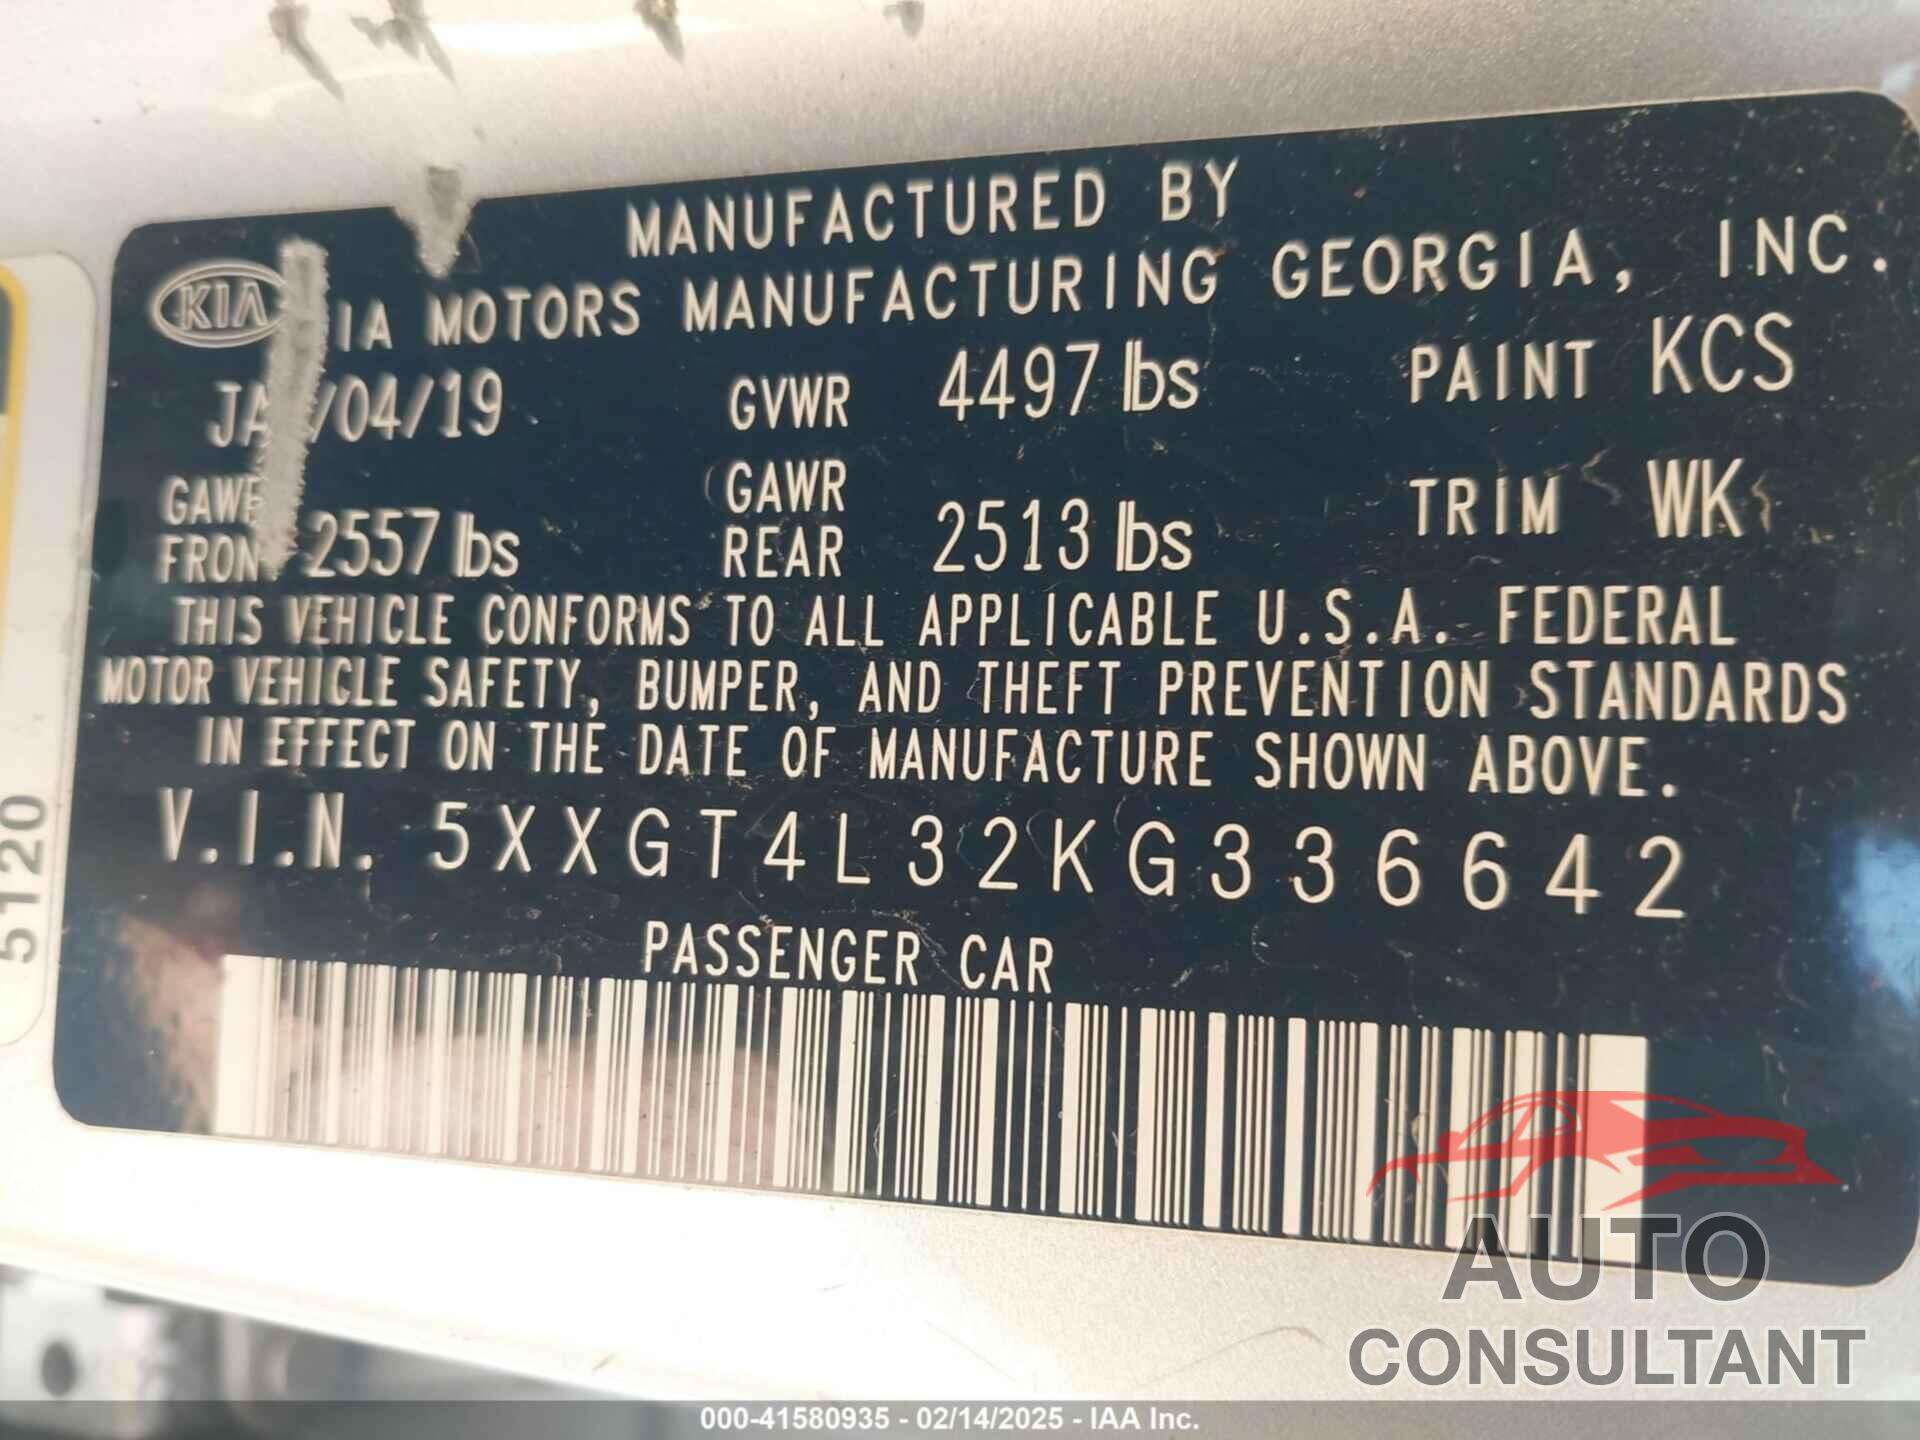 MANUFACTURED BY
KIA
IA MOTORS MANUFACTURING GEORGIA, INC.
/04/19 GVWR 4497 lbs PAINT KCS
GAWR
2557 lbs REAR 2513 lbs TRIM WK
THIS VEHICLE CONFORMS TO ALL APPLICABLE U.S.A. FEDERAL
MOTOR VEHICLE SAFETY, BUMPER, AND THEFT PREVENTION STANDARDS
IN EFFECT ON THE DATE OF MANUFACTURE SHOWN ABOVE.
V.I.N. 5XXGT4L32KG336642
PASSENGER CAR
5120
AUTO
CONSULTANT
000-41580935 - 02/14/2025 - IAA Inc.